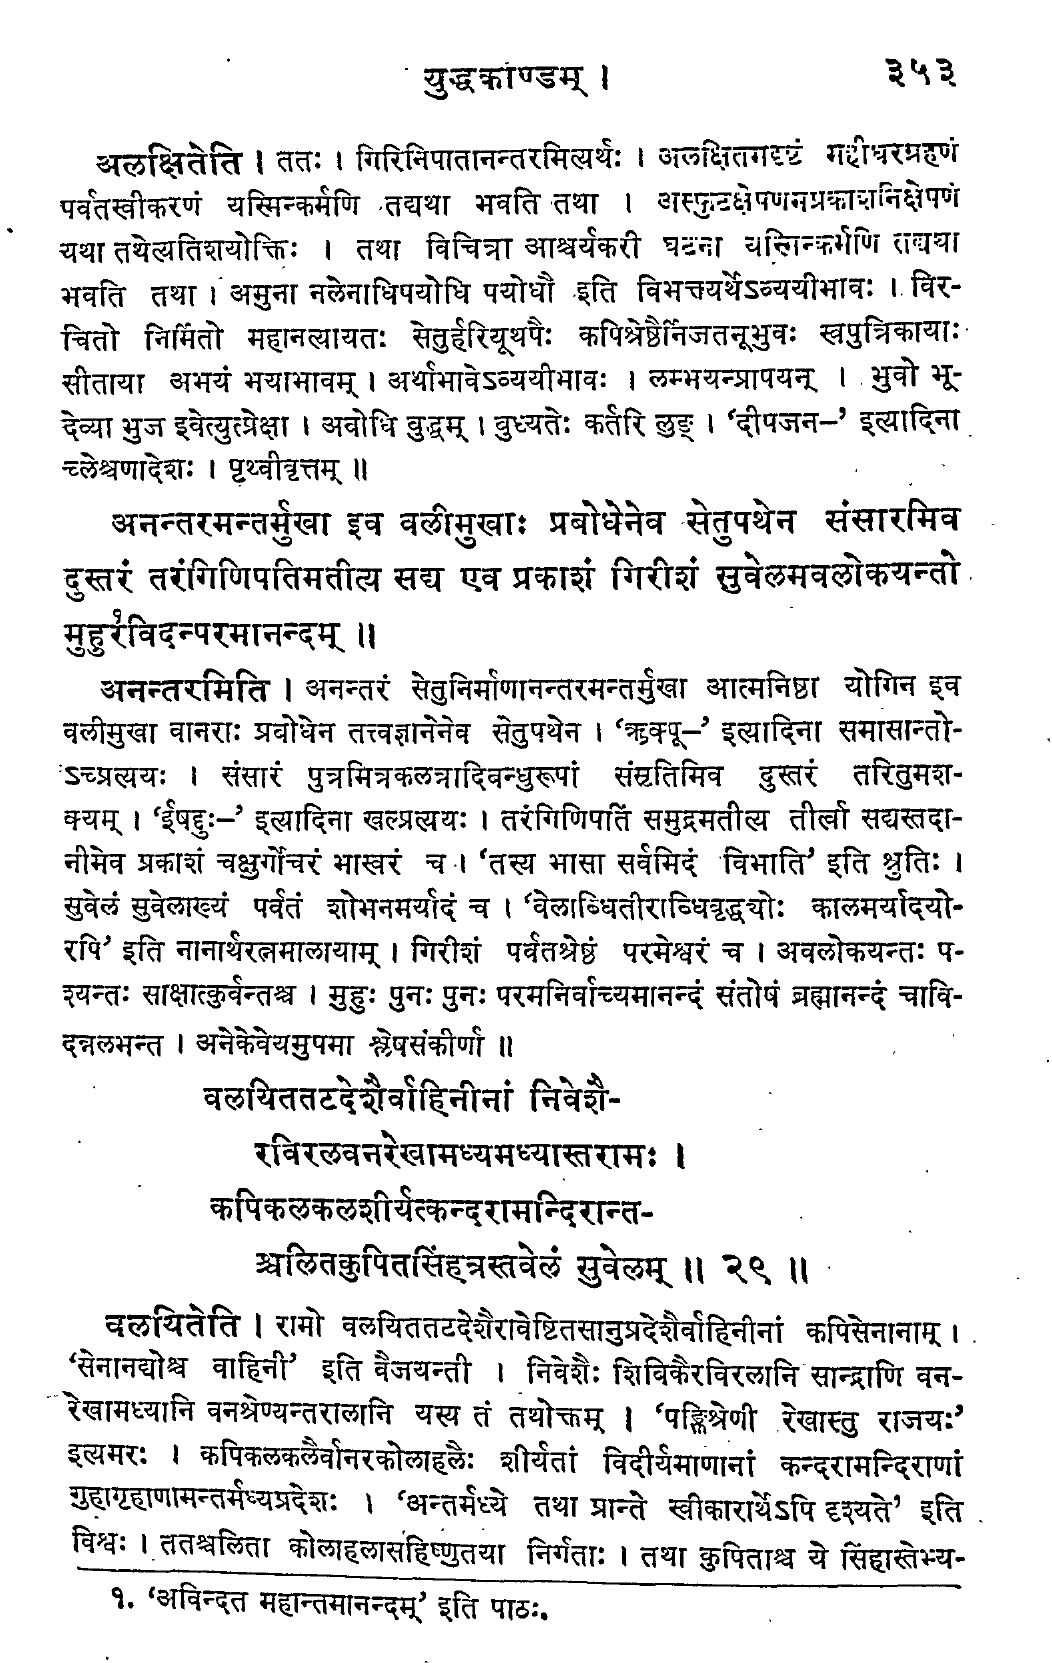 युद्धकाण्डम् ।
३५३
अलक्षितेति । ततः । गिरिनिपातानन्तरमित्यर्थः । अलक्षितमदृष्टं महीधरग्रहणं
पर्वतस्वीकरणं यस्मिन्कर्मणि तद्यथा भवति तथा । अस्फुटक्षेपणमप्रकाशनिक्षेपणं
यथा तथेत्यतिशयोक्तिः । तथा विचित्रा आश्चर्यकरी घटना यस्मिन्कर्मणि तद्यथा
भवति तथा । अमुना नलेनाधिपयोधि पयोधौ इति विभक्त्यर्थेऽव्ययीभावः । विर-
चितो निर्मितो महानत्यायतः सेतुर्हरियूथपैः कपिश्रेष्ठैर्निजतनूभुवः स्वपुत्रिकायाः
सीताया अभयं भयाभावम् । अर्थाभावेऽव्ययीभावः । लम्भयन्प्रापयन् । भुवो भू-
देव्या भुज इवेत्युत्प्रेक्षा । अवोधि वुद्धम् । वुध्यतेः कर्तरि लुङ् । ‘दीपजन–’ इत्यादिना
च्लेश्चणादेशः । पृथ्वीवृत्तम् ॥
अनन्तरमन्तर्मुखा इव वलीमुखाः प्रबोधेनेव सेतुपथेन संसारमिव
दुस्तरं तरंगिणिपतिमतीत्य सद्य एव प्रकाशं गिरीशं सुवेलमवलोकयन्तो
मुहुरविदन्परमानन्दम् ॥
अनन्तरमिति । अनन्तरं सेतुनिर्माणानन्तरमन्तर्मुखा आत्मनिष्ठा योगिन इव
वलीमुखा वानराः प्रवोधेन तत्त्वज्ञानेनेव सेतुपथेन । ‘ऋक्पू–’ इत्यादिना समासान्तो-
ऽच्प्रत्ययः । संसारं पुत्रमित्रकलत्रादिवन्धुरूपां संसृतिमिव दुस्तरं तरितुमश-
क्यम् । ‘ईषद्दुः–’ इत्यादिना खल्प्रत्ययः । तरंगिणिपतिं समुद्रमतीत्य तीर्त्वा सद्यस्तदा-
नीमेव प्रकाशं चक्षुर्गोचरं भास्वरं च । ‘तस्य भासा सर्वमिदं विभाति’ इति श्रुतिः ।
सुवेलं सुवेलाख्यं पर्वतं शोभनमर्यादं च । ‘वेलाब्धितीराब्धिवृद्ध्योः कालमर्यादयो-
रपि’ इति नानार्थरत्नमालायाम् । गिरीशं पर्वतश्रेष्ठं परमेश्वरं च । अवलोकयन्तः प-
श्यन्तः साक्षात्कुर्वन्तश्च । मुहुः पुनः पुनः परमनिर्वाच्यमानन्दं संतोषं व्रह्मानन्दं चावि-
दन्नलभन्त । अनेकेवेयमुपमा श्लेषसंकीर्णा ॥
वलयिततटदेशैर्वाहिनीनां निवेशै-
रविरलवनरेखामध्यमध्यास्त रामः ।
कपिकलकलशीर्यत्कन्दरामन्दिरान्त-
श्चलितकुपितसिंहत्रस्तवेलं सुवेलम् ॥ २९ ॥
वलयितेति । रामो वलयिततटदेशैरावेष्टितसानुप्रदेशैर्वाहिनीनां कपिसेनानाम् ।
‘सेनानद्योश्च वाहिनी’ इति वैजयन्ती । निवेशैः शिविकैरविरलानि सान्द्राणि वन-
रेखामध्यानि वनश्रेण्यन्तरालानि यस्य तं तथोक्तम् । ‘पङ्क्तिश्रेणी रेखास्तु राजयः’
इत्यमरः । कपिकलकलैर्वानरकोलाहलैः शीर्यतां विदीर्यमाणानां कन्दरामन्दिराणां
गुहागृहाणामन्तर्मध्यप्रदेशः । ‘अन्तर्मध्ये तथा प्रान्ते स्वीकारार्थेऽपि दृश्यते’ इति
विश्वः । ततश्चलिता कोलाहलासहिष्णुतया निर्गताः । तथा कुपिताश्च ये सिंहास्तेभ्य-
१. ‘अविन्दत महान्तमानन्दम्’ इति पाठः.